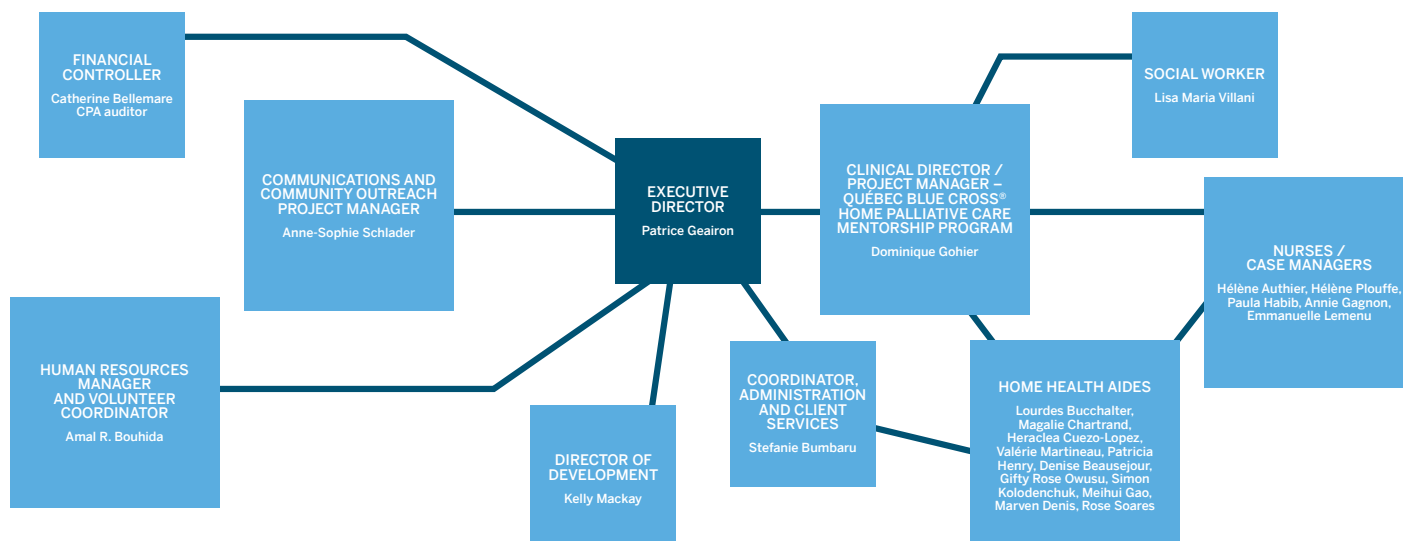 FINANCIAL
CONTROLLER
Catherine Bellemare
CPA auditor
COMMUNICATIONS AND
COMMUNITY OUTREACH
PROJECT MANAGER
Anne-Sophie Schlader
HUMAN RESOURCES
MANAGER
AND VOLUNTEER
COORDINATOR
Amal R. Bouhida
EXECUTIVE
DIRECTOR
Patrice Geairon
DIRECTOR OF
DEVELOPMENT
Kelly Mackay
COORDINATOR,
ADMINISTRATION
AND CLIENT
SERVICES
Stefanie Bumbaru
CLINICAL DIRECTOR /
PROJECT MANAGER –
QUÉBEC BLUE CROSS®
HOME PALLIATIVE CARE
MENTORSHIP PROGRAM
Dominique Gohier
SOCIAL WORKER
Lisa Maria Villani
NURSES /
CASE MANAGERS
Hélène Authier, Hélène Plouffe,
Paula Habib, Annie Gagnon,
Emmanuelle Lemenu
HOME HEALTH AIDES
Lourdes Bucchalter,
Magalie Chartrand,
Heraclea Cuezo-Lopez,
Valérie Martineau, Patricia
Henry, Denise Beausejour,
Gifty Rose Owusu, Simon
Kolodenchuk, Meihui Gao,
Marven Denis, Rose Soares